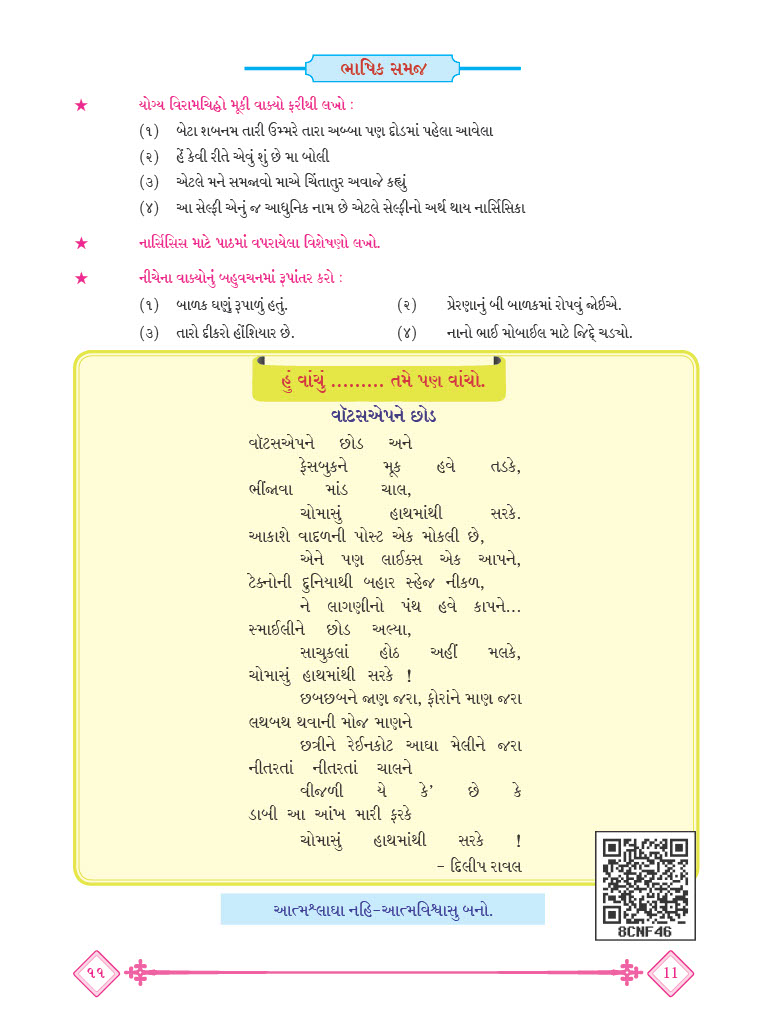 ભાષિક સમજ
★ યોગ્ય વિરામચિહ્નો મૂકી વાક્યો ફરીથી લખો :
(૧) બેટા શબનમ તારી ઉમ્મરે તારા અબ્બા પણ દોડમાં પહેલા આવેલા
(૨) હેં કેવી રીતે એવું શું છે મા બોલી
(૩) એટલે મને સમજાવો માએ ચિંતાતુર અવાજે કહ્યું
(૪) આ સેલ્ફી એનું જ આધુનિક નામ છે એટલે સેલ્ફીનો અર્થ થાય નાર્સિસિકા
★ નાર્સિસિસ માટે પાઠમાં વપરાયેલા વિશેષણો લખો.
★ નીચેના વાક્યોનું બહુવચનમાં રૂપાંતર કરો :
(૧) બાળક ઘણું રૂપાળું હતું. (૨) પ્રેરણાનું બી બાળકમાં રોપવું જોઈએ.
(૩) તારો દીકરો હોંશિયાર છે. (૪) નાનો ભાઈ મોબાઈલ માટે જિદ્દે ચડ્યો.
હું વાંચું ......... તમે પણ વાંચો.
વૉટસએપને છોડ
વૉટસએપને છોડ અને
ફેસબુકને મૂક હવે તડકે,
ભીંજાવા માંડ ચાલ,
ચોમાસું હાથમાંથી સરકે.
આકાશે વાદળની પોસ્ટ એક મોકલી છે,
એને પણ લાઈક્સ એક આપને,
ટેક્નોની દુનિયાથી બહાર સ્હેજ નીકળ,
ને લાગણીનો પંથ હવે કાપને...
સ્માઈલીને છોડ અલ્યા,
સાચુકલાં હોઠ અહીં મલકે,
ચોમાસું હાથમાંથી સરકે !
છબછબને જાણ જરા, ફોરાંને માણ જરા
લથબથ થવાની મોજ માણને
છત્રીને રેઈનકોટ આઘા મેલીને જરા
નીતરતાં નીતરતાં ચાલને
વીજળી યે કે’ છે કે
ડાબી આ આંખ મારી ફરકે
ચોમાસું હાથમાંથી સરકે !
- દિલીપ રાવલ
8CNF46
આત્મશ્લાઘા નહિ-આત્મવિશ્વાસુ બનો.
૧૧ 11